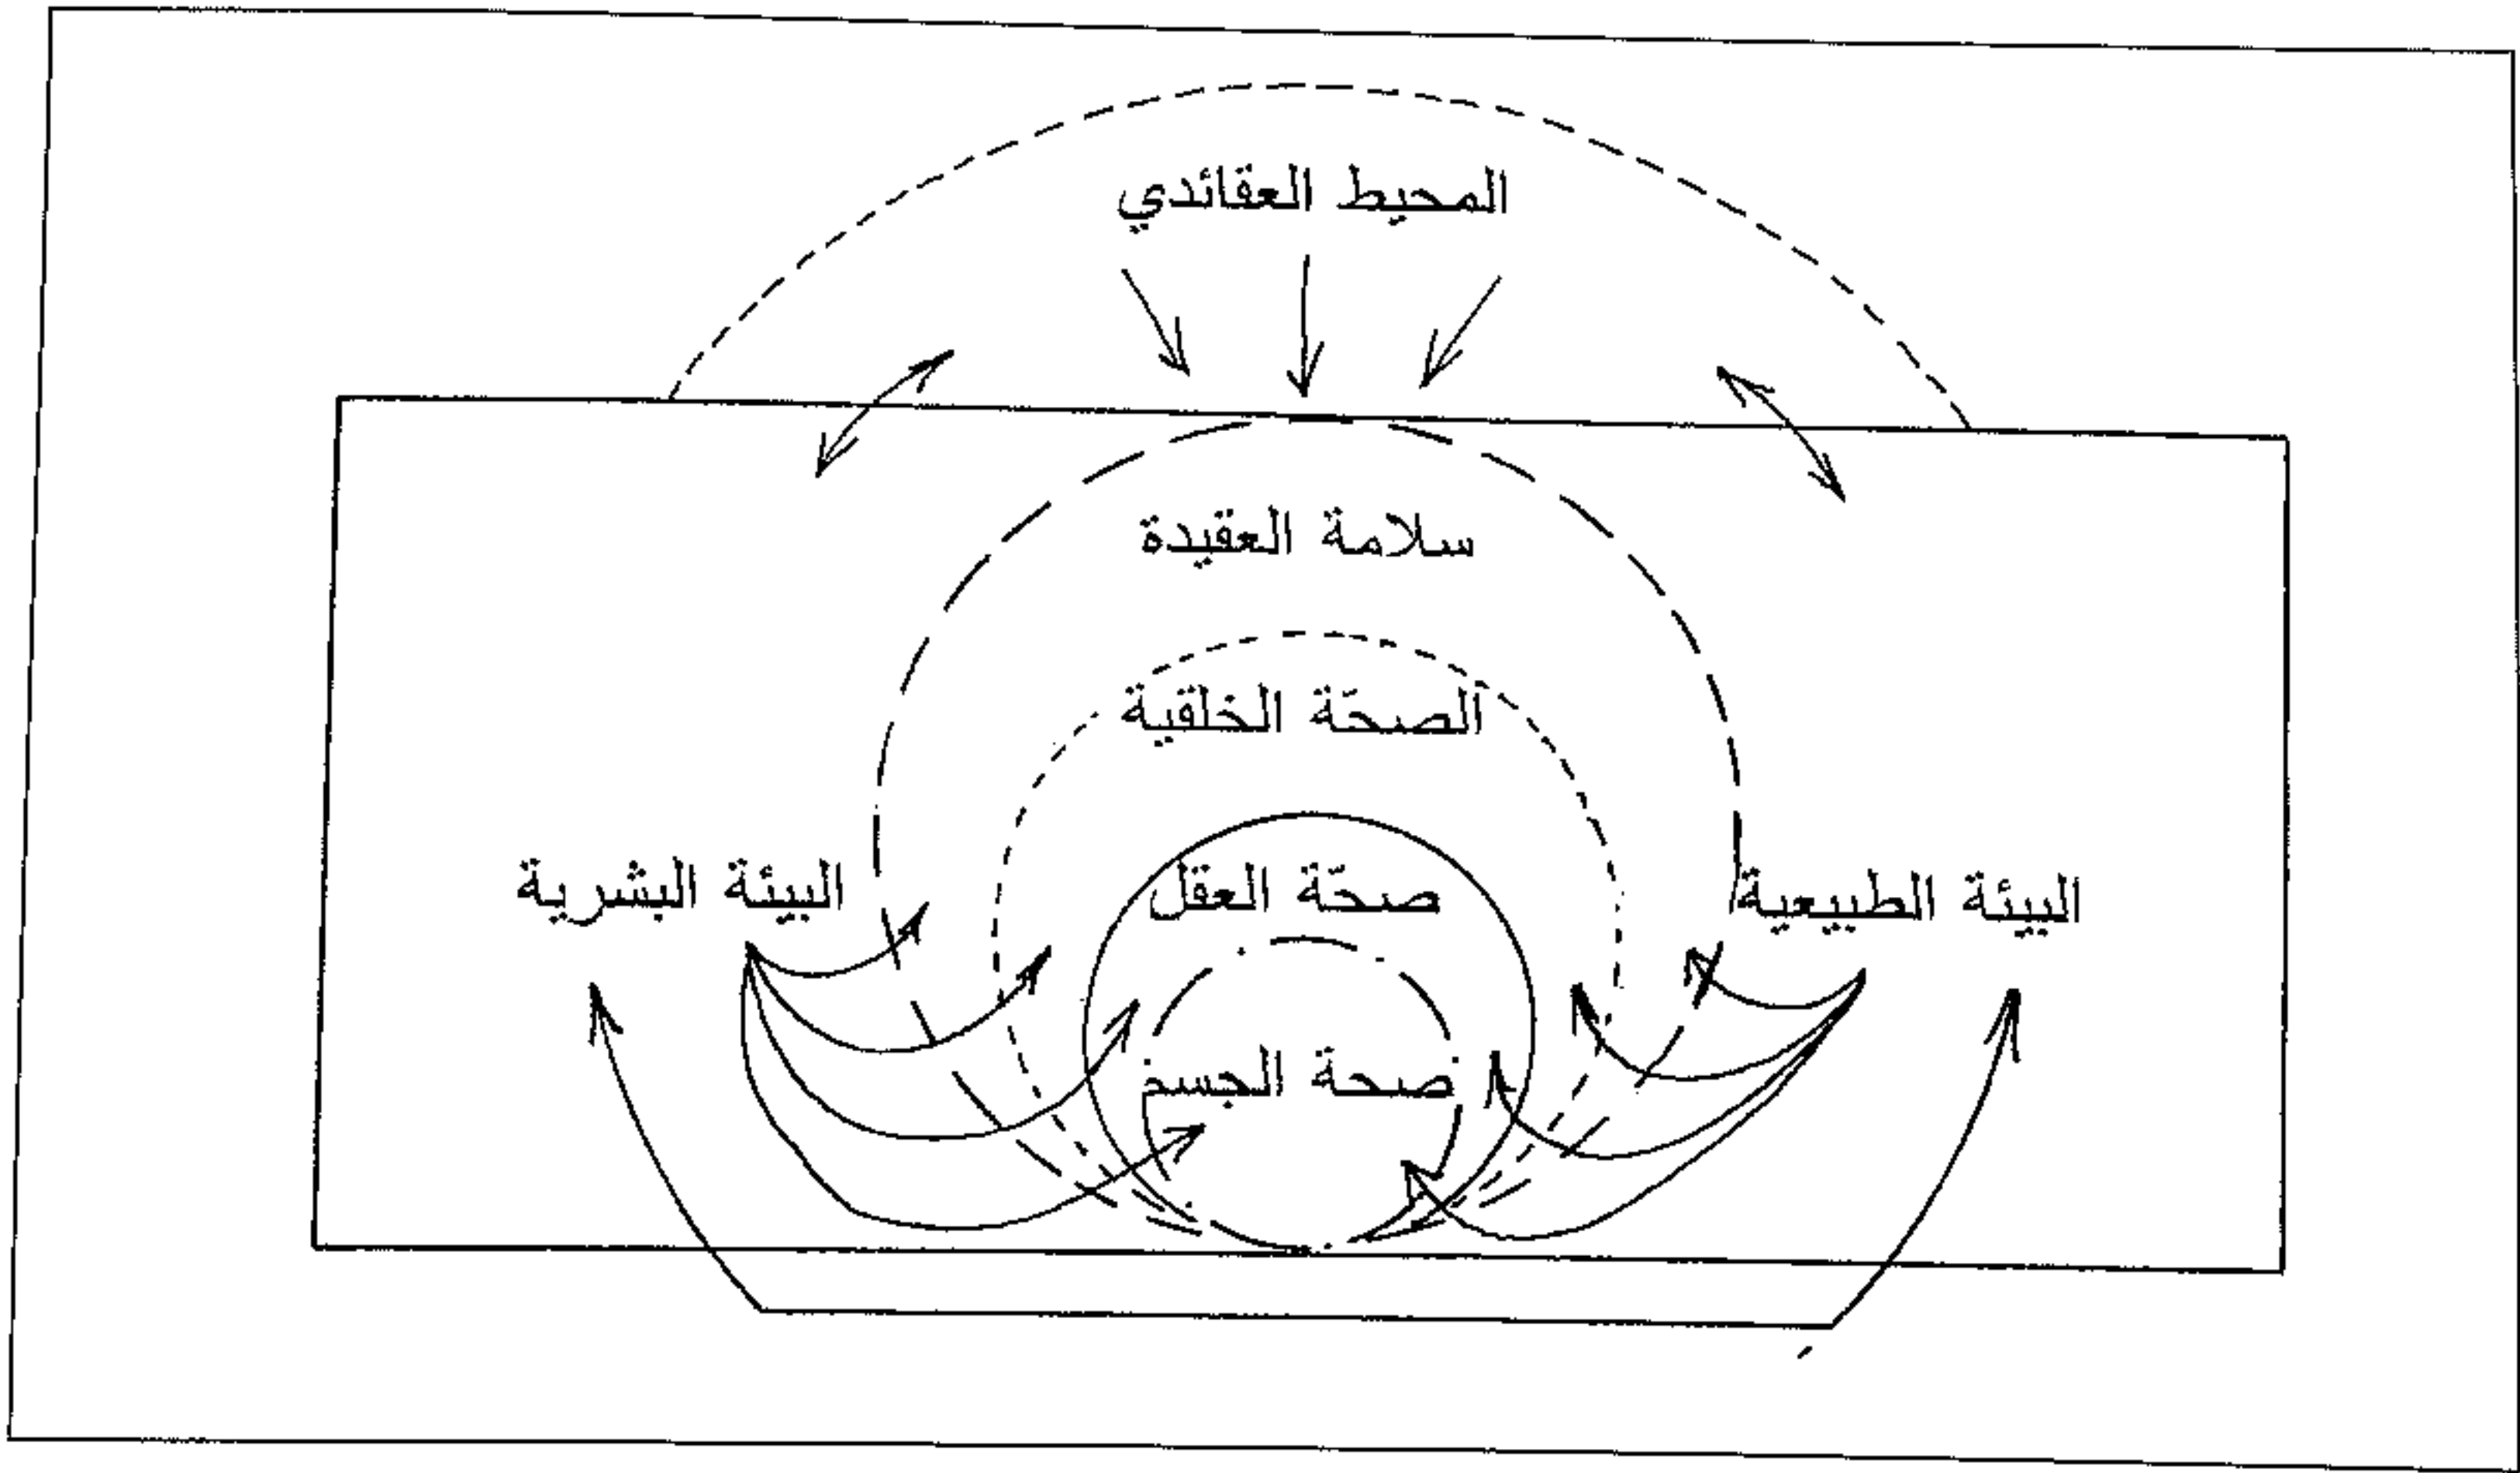 المحيط العقائدي
سلامة العقيدة
الصحّة الخلقية
البيئة الطبيعية
صحّة العقل
البيئة البشرية
صحة الجسم